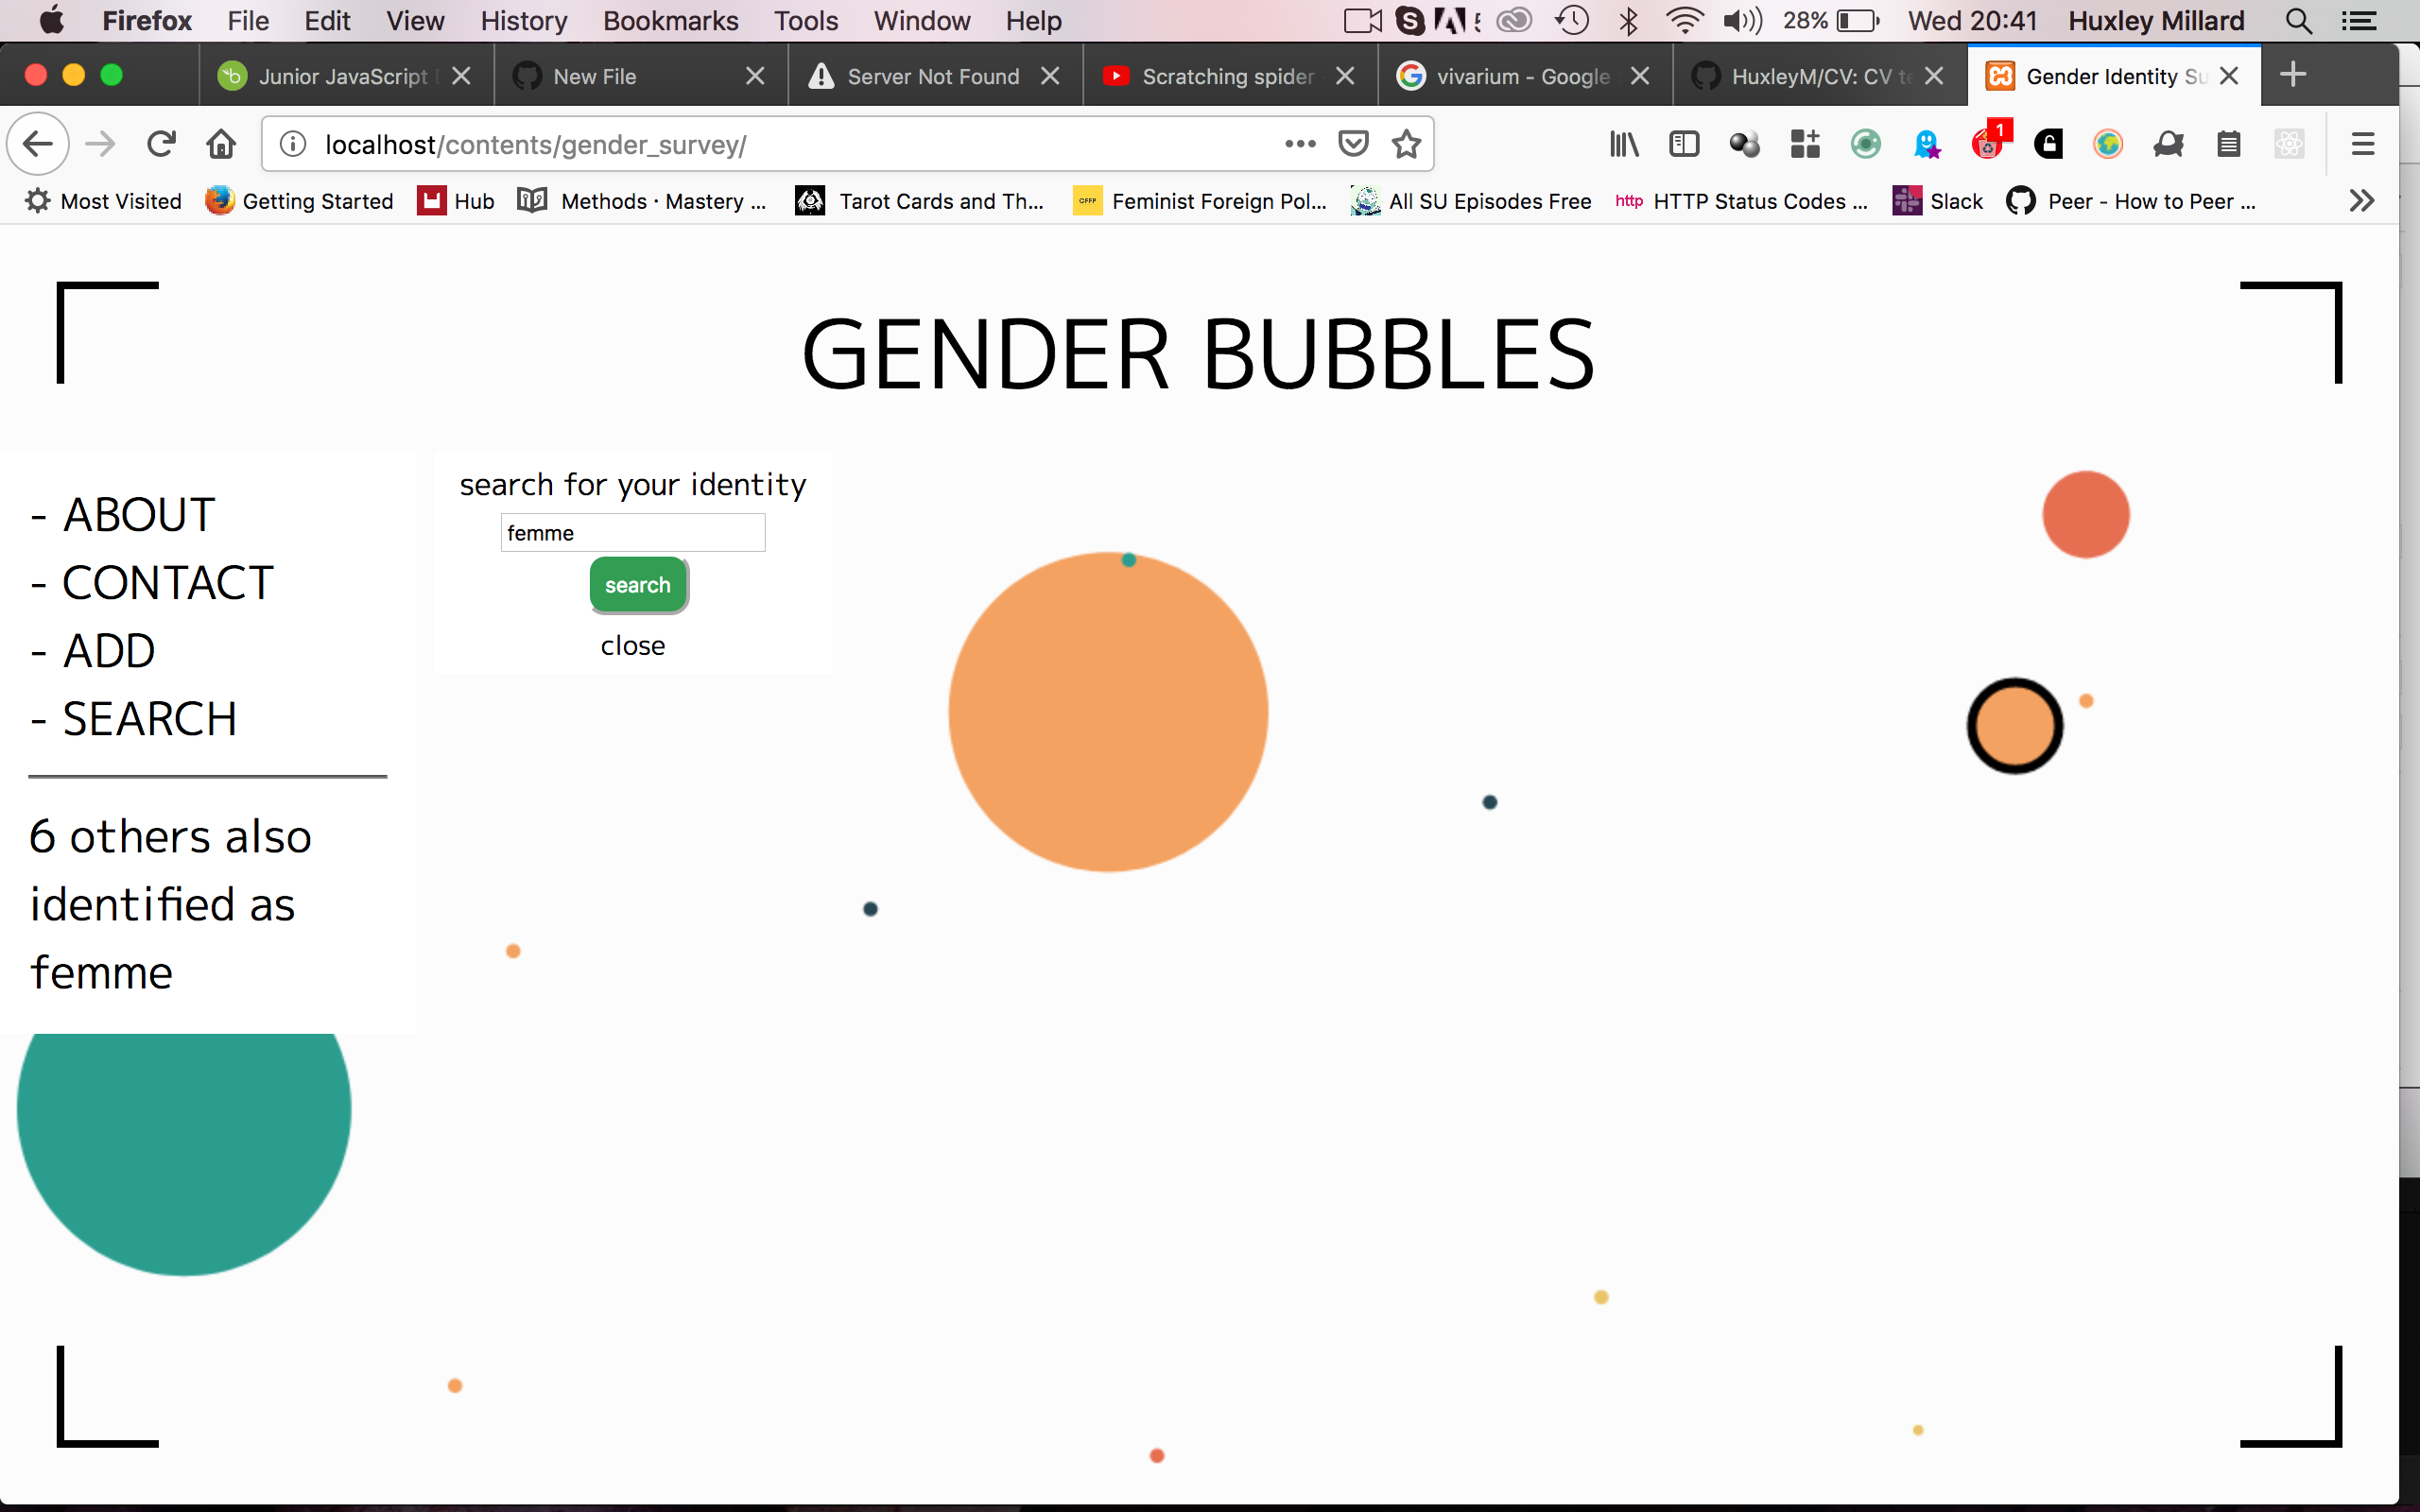 Firefox File Edit View History Bookmarks Tools Window Help 28% Wed 20:41 Huxley Millard
Junior JavaScript New File Server Not Found Scratching spider vivarium - Google HuxleyM/CV: CV Gender Identity Su
localhost/contents/gender_survey/ 1
Most Visited Getting Started Hub Methods · Mastery ... Tarot Cards and Th... Feminist Foreign Pol... All SU Episodes Free http HTTP Status Codes ... Slack Peer - How to Peer ...
GENDER BUBBLES
- ABOUT
- CONTACT
- ADD
- SEARCH
6 others also
identified as
femme
search for your identity
femme
search
close